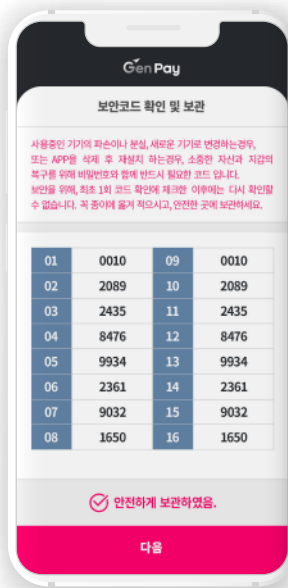 Gen Pay
보안코드 확인 및 보관
사용중인 기기의 파손이나 분실, 새로운 기기로 변경하는경우,
또는 APP을 삭제 후 재설치 하는경우, 소중한 자산과 지갑의
복구를 위해 비밀번호와 함께 반드시 필요한 코드 입니다.
보안을 위해, 최초 1회 코드 확인에 체크한 이후에는 다시 확인할
수 없습니다. 꼭 종이에 옮겨 적으시고, 안전한 곳에 보관하세요.
01 0010 09 0010
02 2089 10 2089
03 2435 11 2435
04 8476 12 8476
05 9934 13 9934
06 2361 14 2361
07 9032 15 9032
08 1650 16 1650
안전하게 보관하였음.
다음